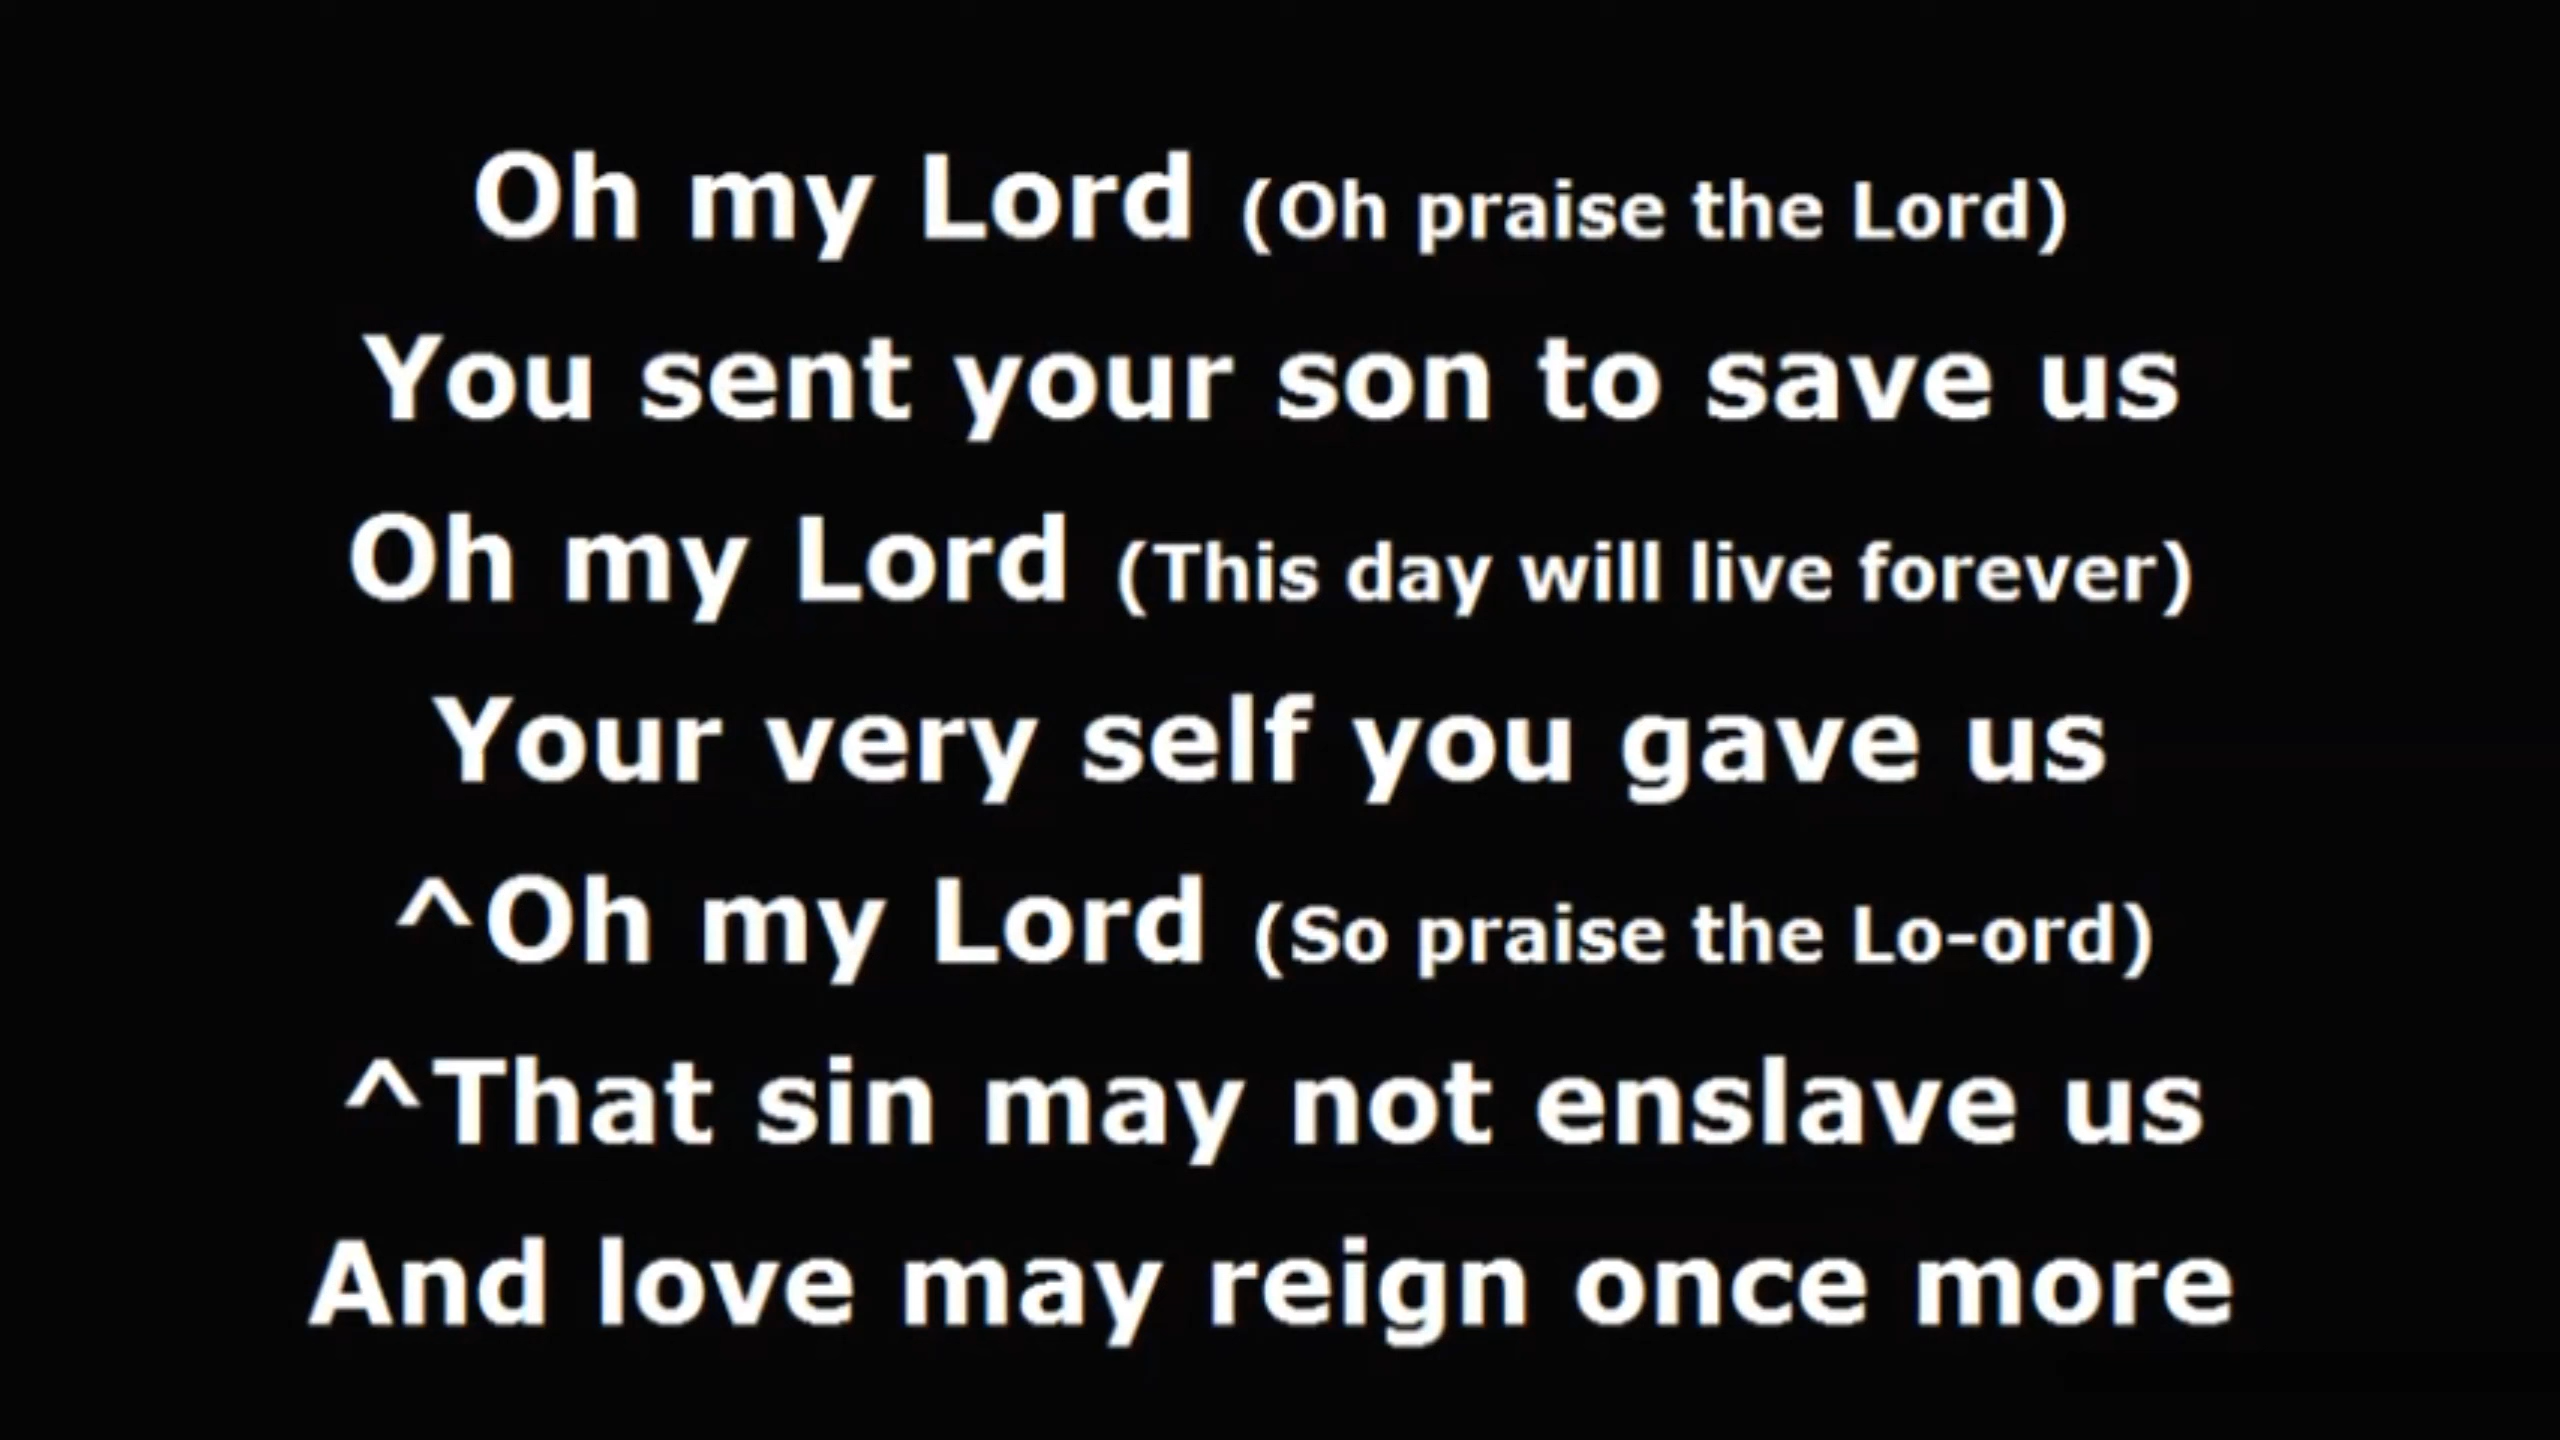 Oh my Lord (Oh praise the Lord)
You sent your son to save us
Oh my Lord (This day will live forever)
Your very self you gave us
^Oh my Lord (So praise the Lo-ord)
^That sin may not enslave us
And love may reign once more